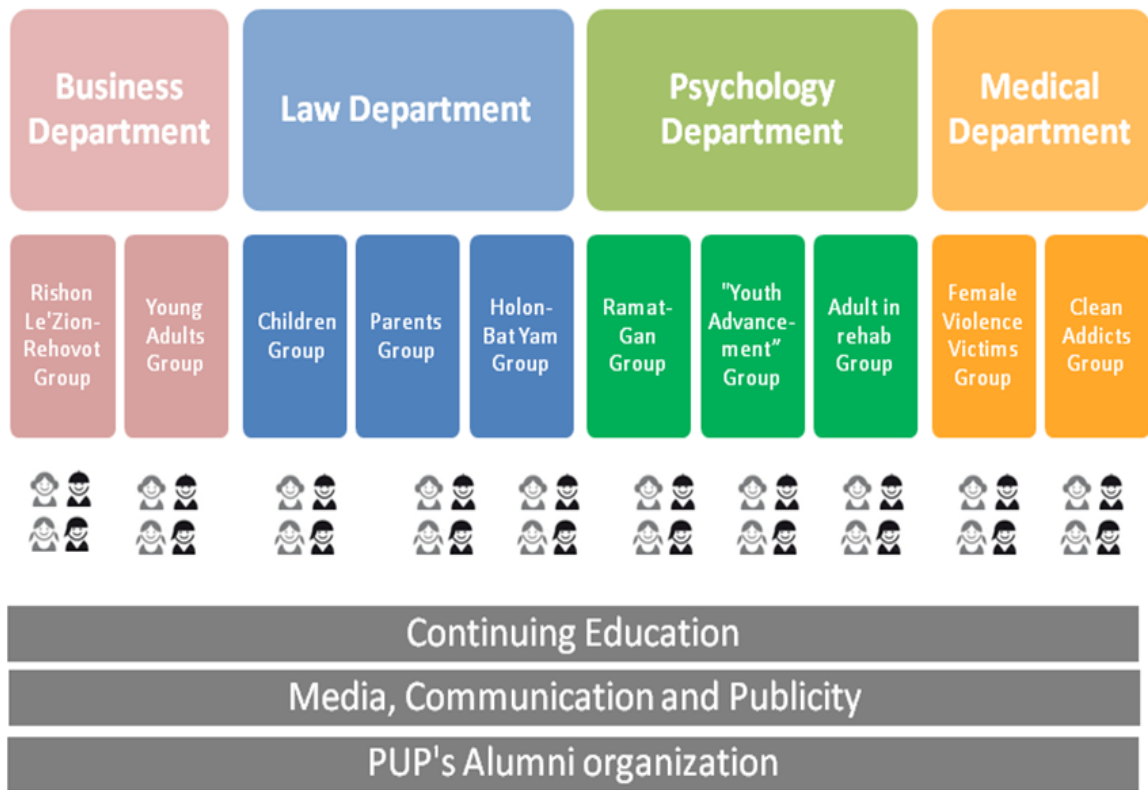 Business
Department
Law Department
Psychology
Department
Medical
Department
Rishon
Le'Zion-
Rehovot
Group
Young
Adults
Group
Children
Group
Parents
Group
Holon-
Bat Yam
Group
Ramat-
Gan
Group
"Youth
Advance-
ment”
Group
Adult in
rehab
Group
Female
Violence
Victims
Group
Clean
Addicts
Group
Continuing Education
Media, Communication and Publicity
PUP's Alumni organization